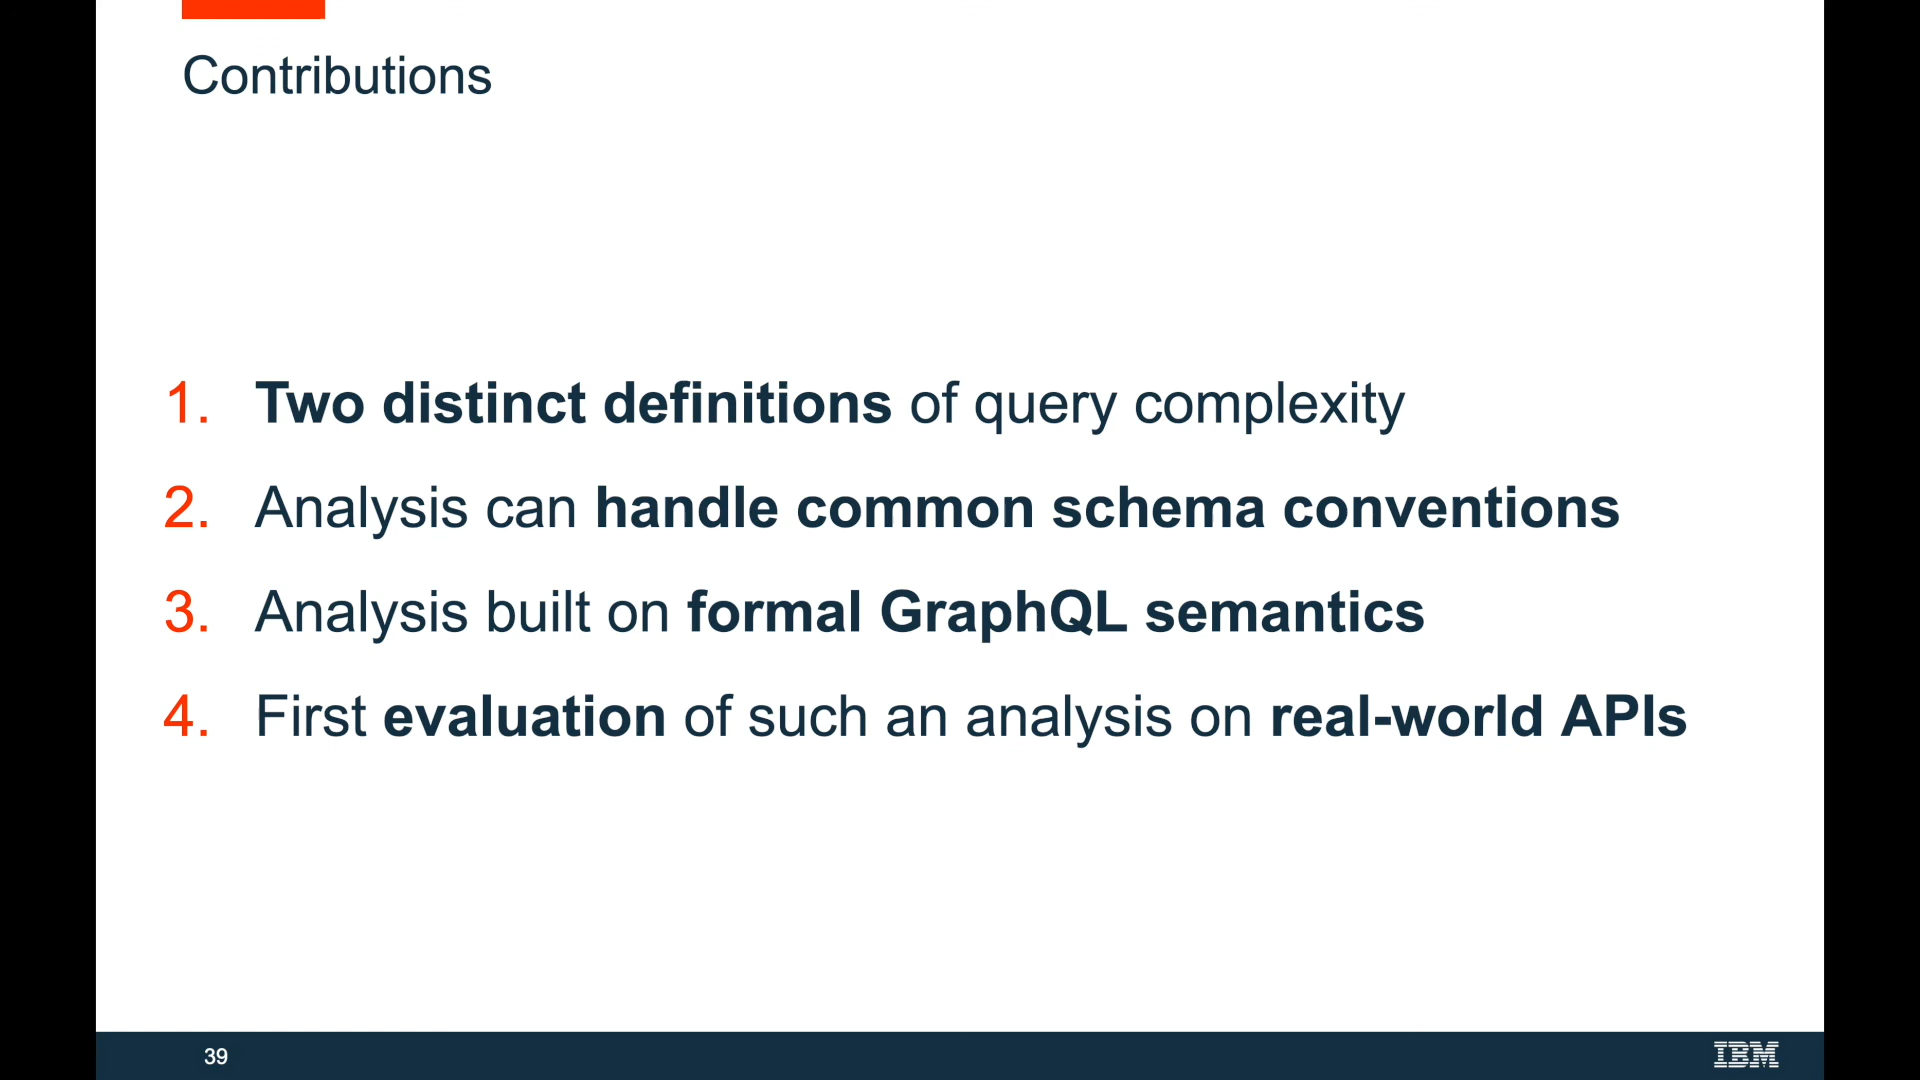 Contributions
1. Two distinct definitions of query complexity
2. Analysis can handle common schema conventions
3. Analysis built on formal GraphQL semantics
4. First evaluation of such an analysis on real-world APIs
39
IBM